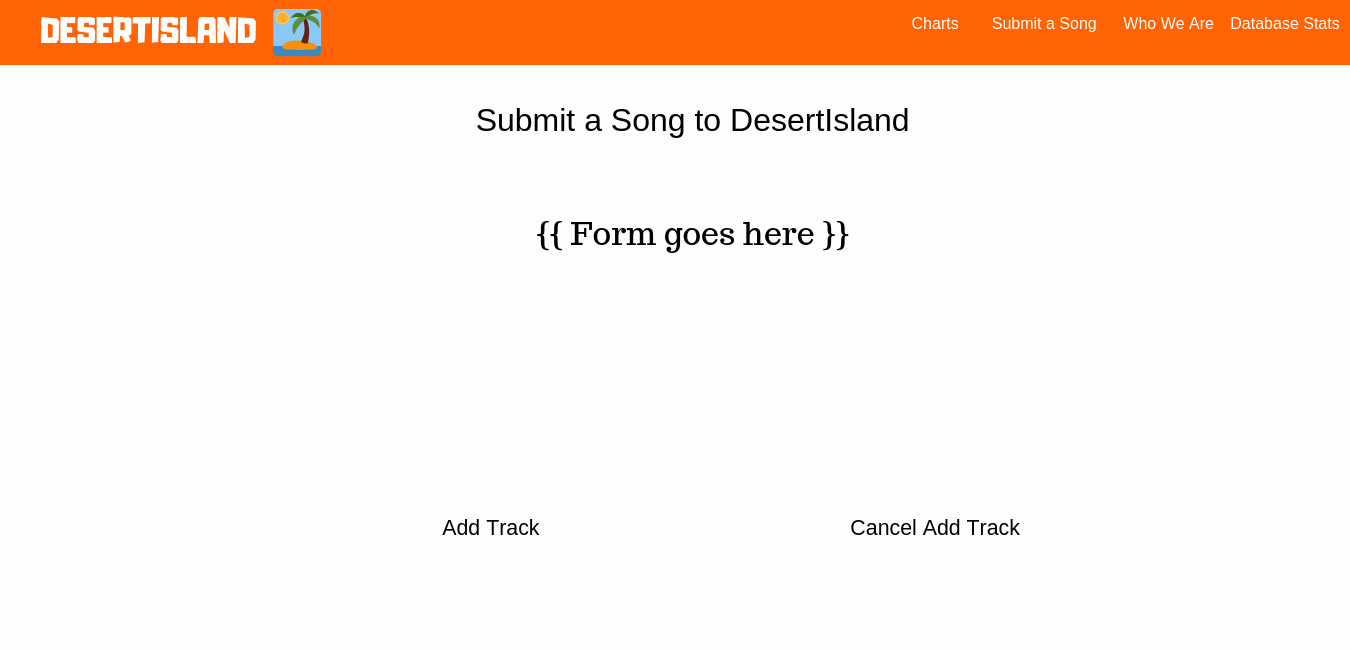 DESERTISLAND
Charts Submit a Song Who We Are Database Stats
Submit a Song to DesertIsland
{{ Form goes here }}
Add Track Cancel Add Track